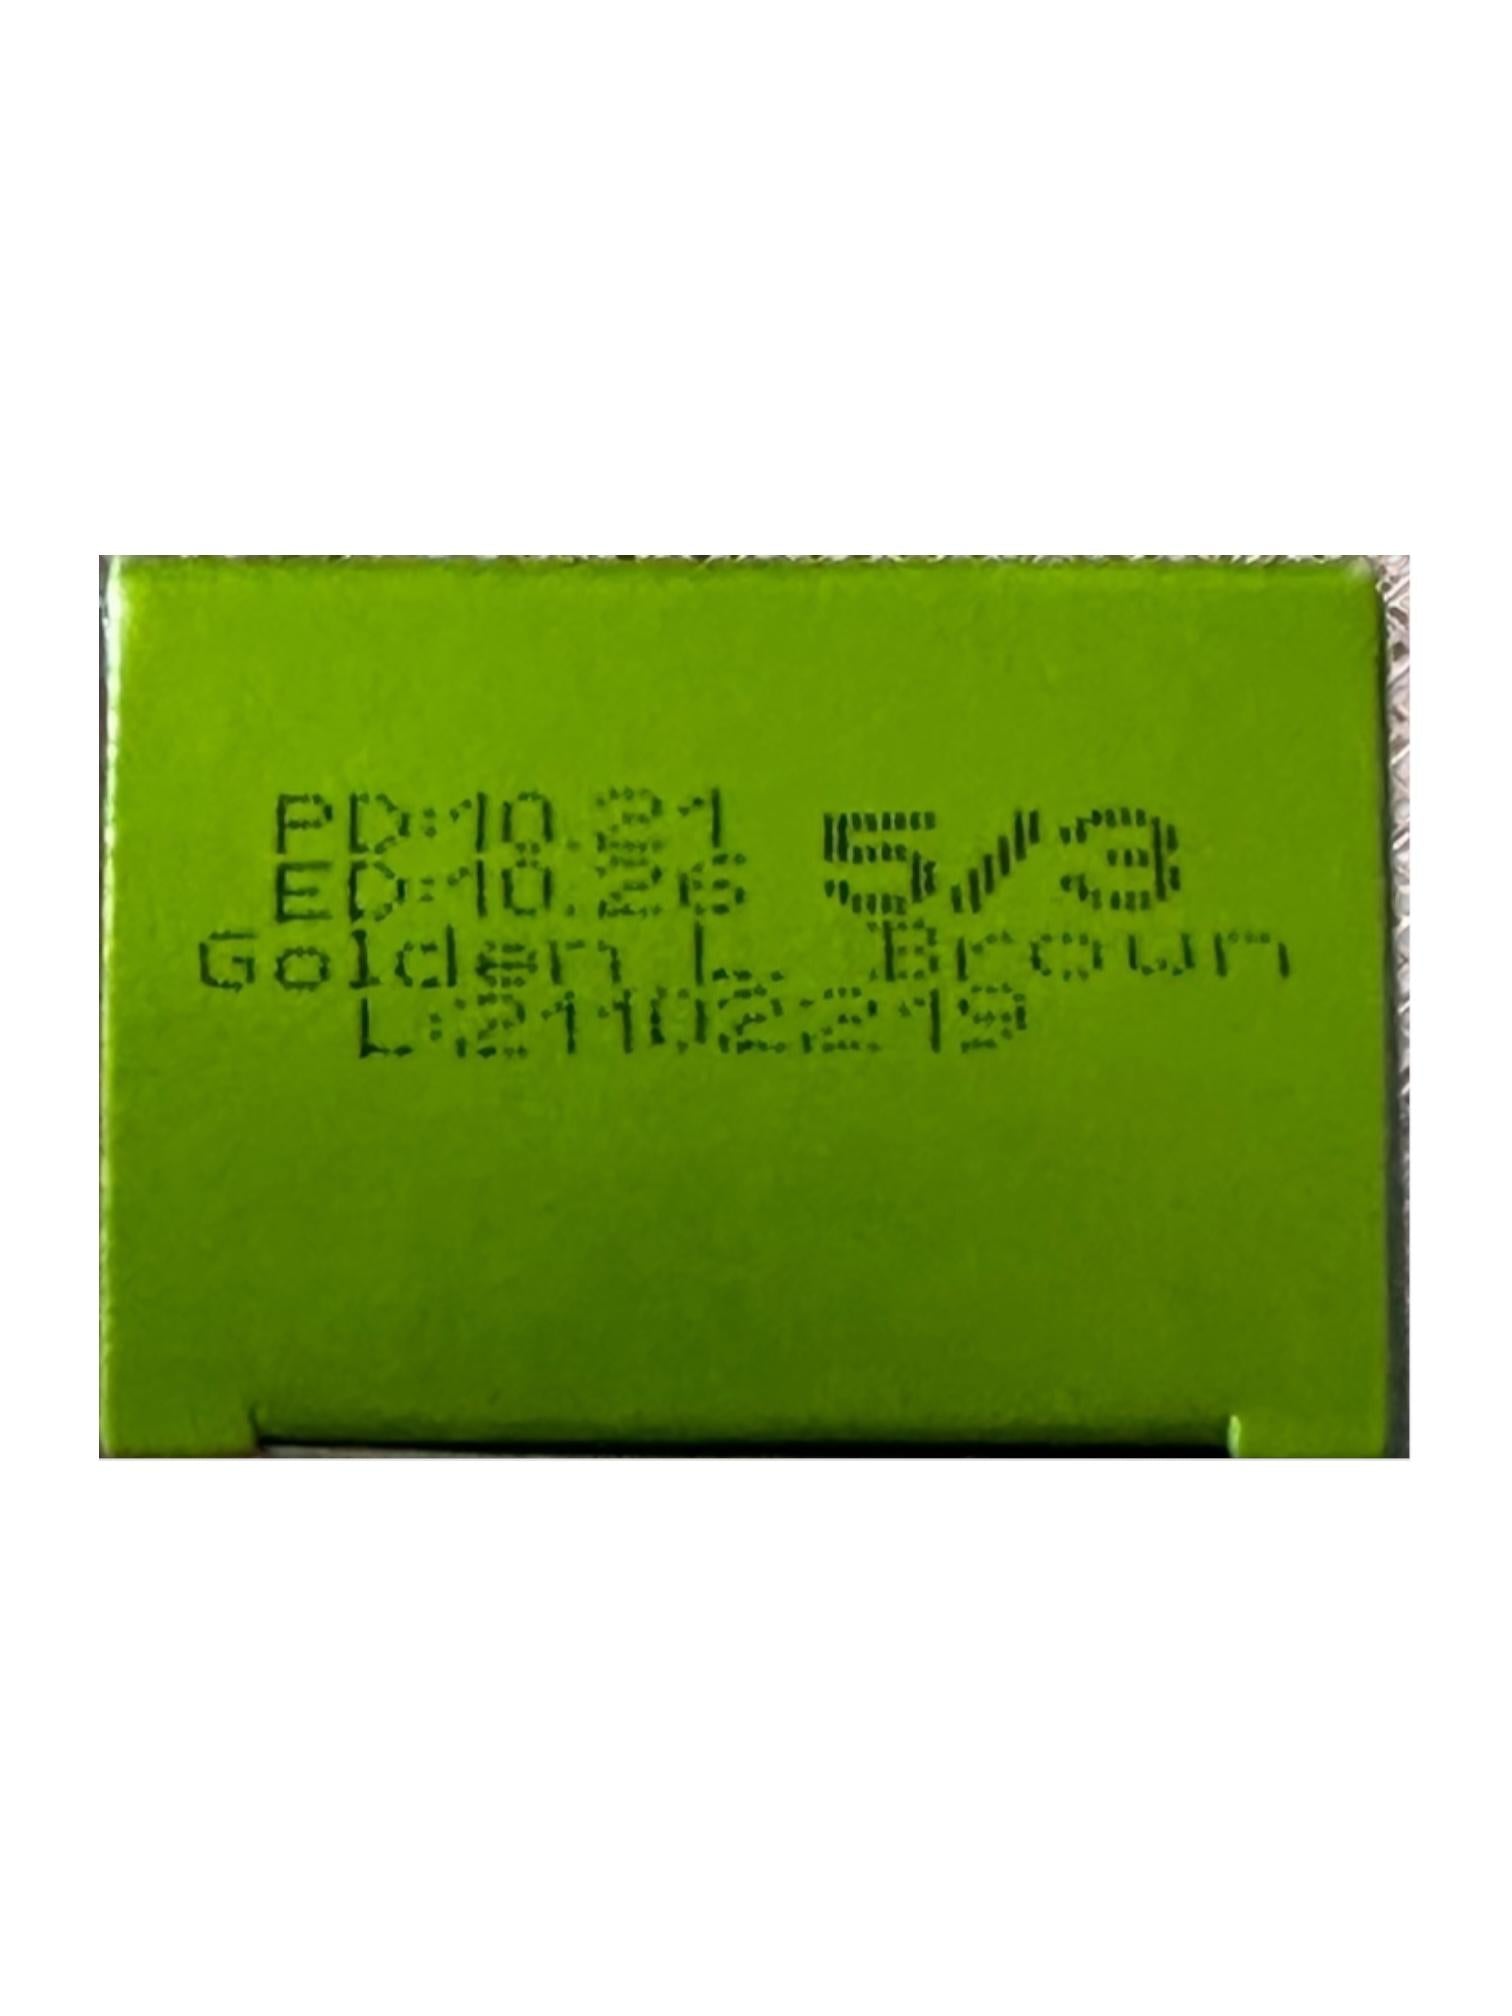 PD:10.21 5/3
ED:10.26
Golden L. Brown
L:21102219